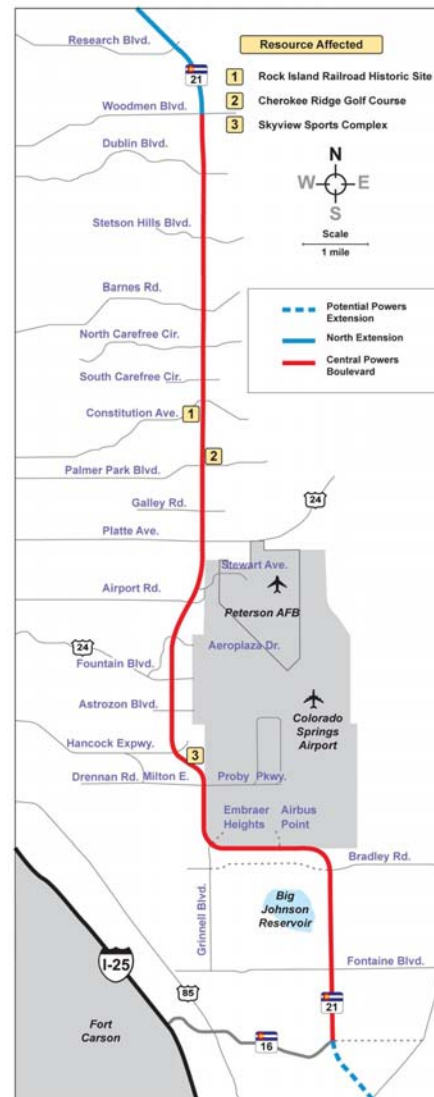 Research Blvd.
21
Resource Affected
1 Rock Island Railroad Historic Site
Woodmen Blvd.
2 Cherokee Ridge Golf Course
3 Skyview Sports Complex
Dublin Blvd.
N
W E
S
Scale
1 mile
Stetson Hills Blvd.
Barnes Rd.
Potential Powers
Extension
North Extension
Central Powers
Boulevard
North Carefree Cir.
South Carefree Cir.
Constitution Ave.
1
2
Palmer Park Blvd.
24
Galley Rd.
Platte Ave.
Stewart Ave.
Airport Rd.
Peterson AFB
24
Aeroplaza Dr.
Fountain Blvd.
Astrozon Blvd.
Colorado
Springs
Airport
Hancock Expwy.
3
Drennan Rd. Milton E. Proby Pkwy.
Embraer
Heights
Airbus
Point
Bradley Rd.
Grinnell Blvd.
Big
Johnson
Reservoir
I-25
Fontaine Blvd.
85
21
Fort
Carson
16